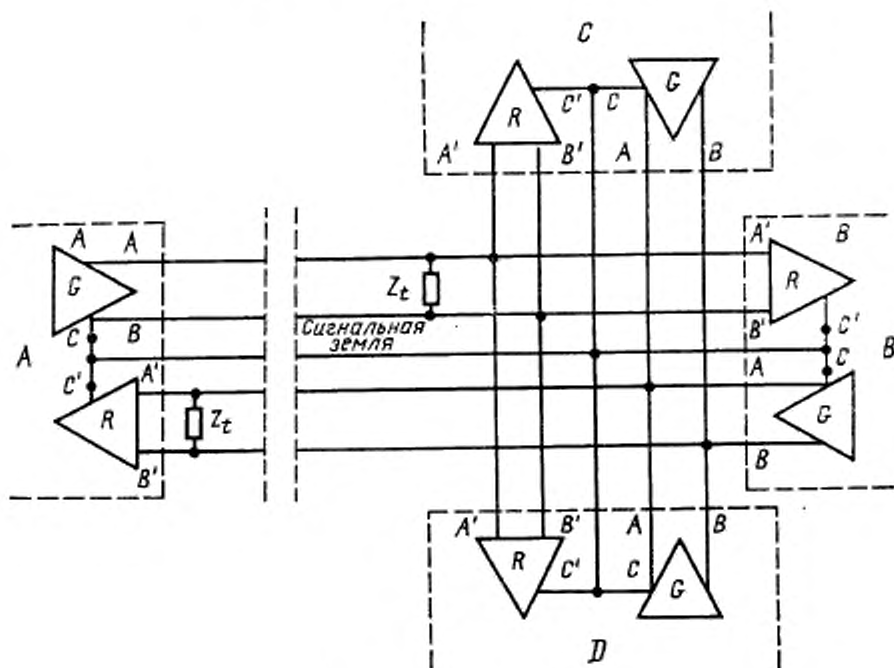 C
C' C G
R
A' B' A B
A A A' B
G Z_t R
C B Сигнальная B' C'
A земля B
C' A' A C
R Z_t G
B' B
A' B' A B
R C' C G
D